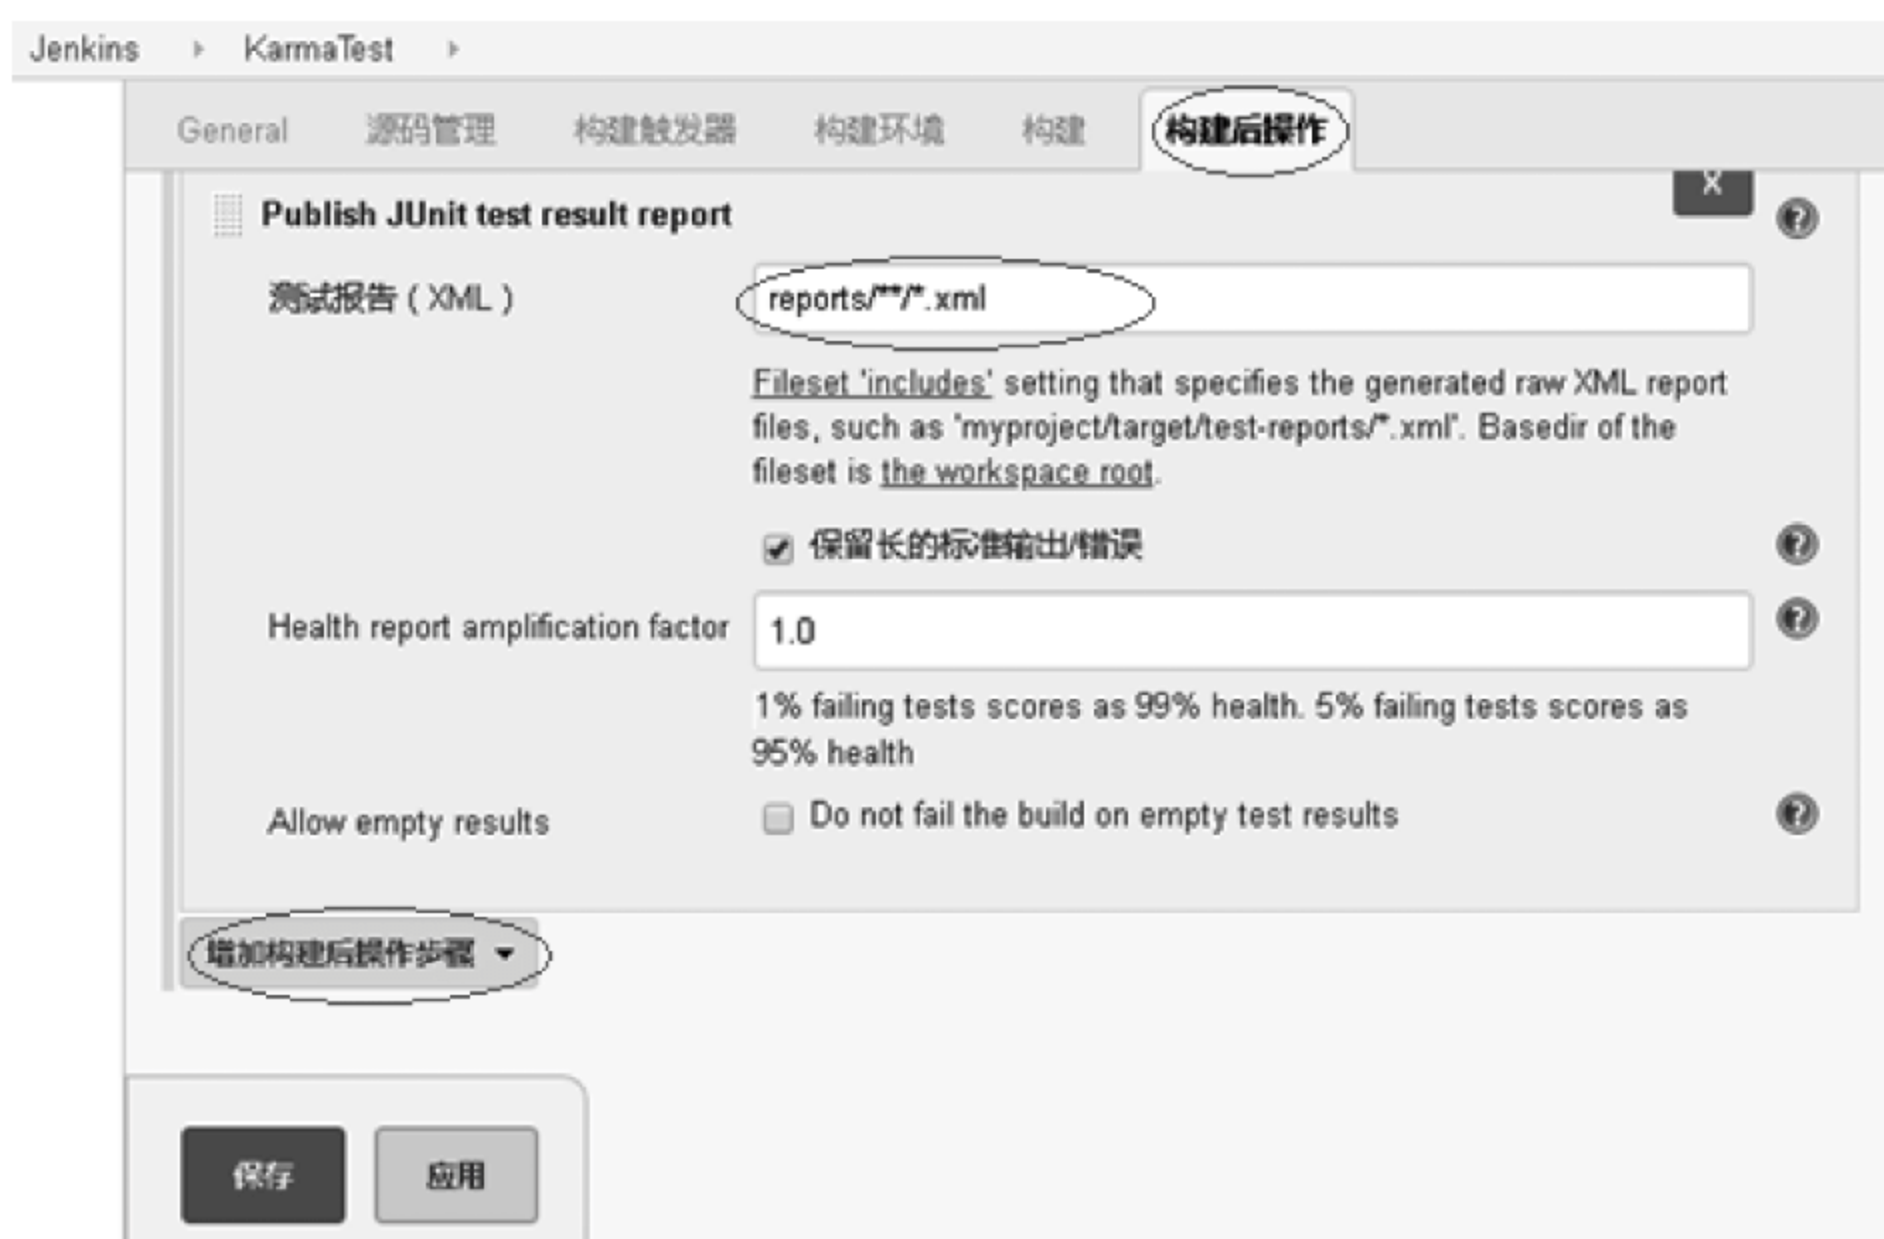 Jenkins ▸ KarmaTest ▸
General 源码管理 构建触发器 构建环境 构建 构建后操作
X
Publish JUnit test result report
测试报告 ( XML ) reports/**/*.xml
Fileset 'includes' setting that specifies the generated raw XML report
files, such as 'myproject/target/test-reports/*.xml'. Basedir of the
fileset is the workspace root.
保留长的标准输出/错误
Health report amplification factor 1.0
1% failing tests scores as 99% health. 5% failing tests scores as
95% health
Allow empty results Do not fail the build on empty test results
增加构建后操作步骤
保存 应用